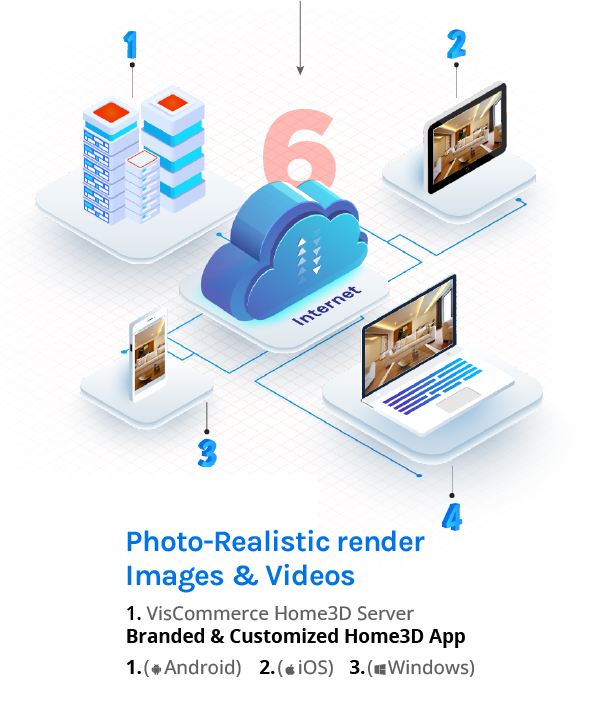 1
2
6
Internet
3
4
Photo-Realistic render
Images & Videos
1. VisCommerce Home3D Server
Branded & Customized Home3D App
1.(Android) 2.(iOS) 3.(Windows)